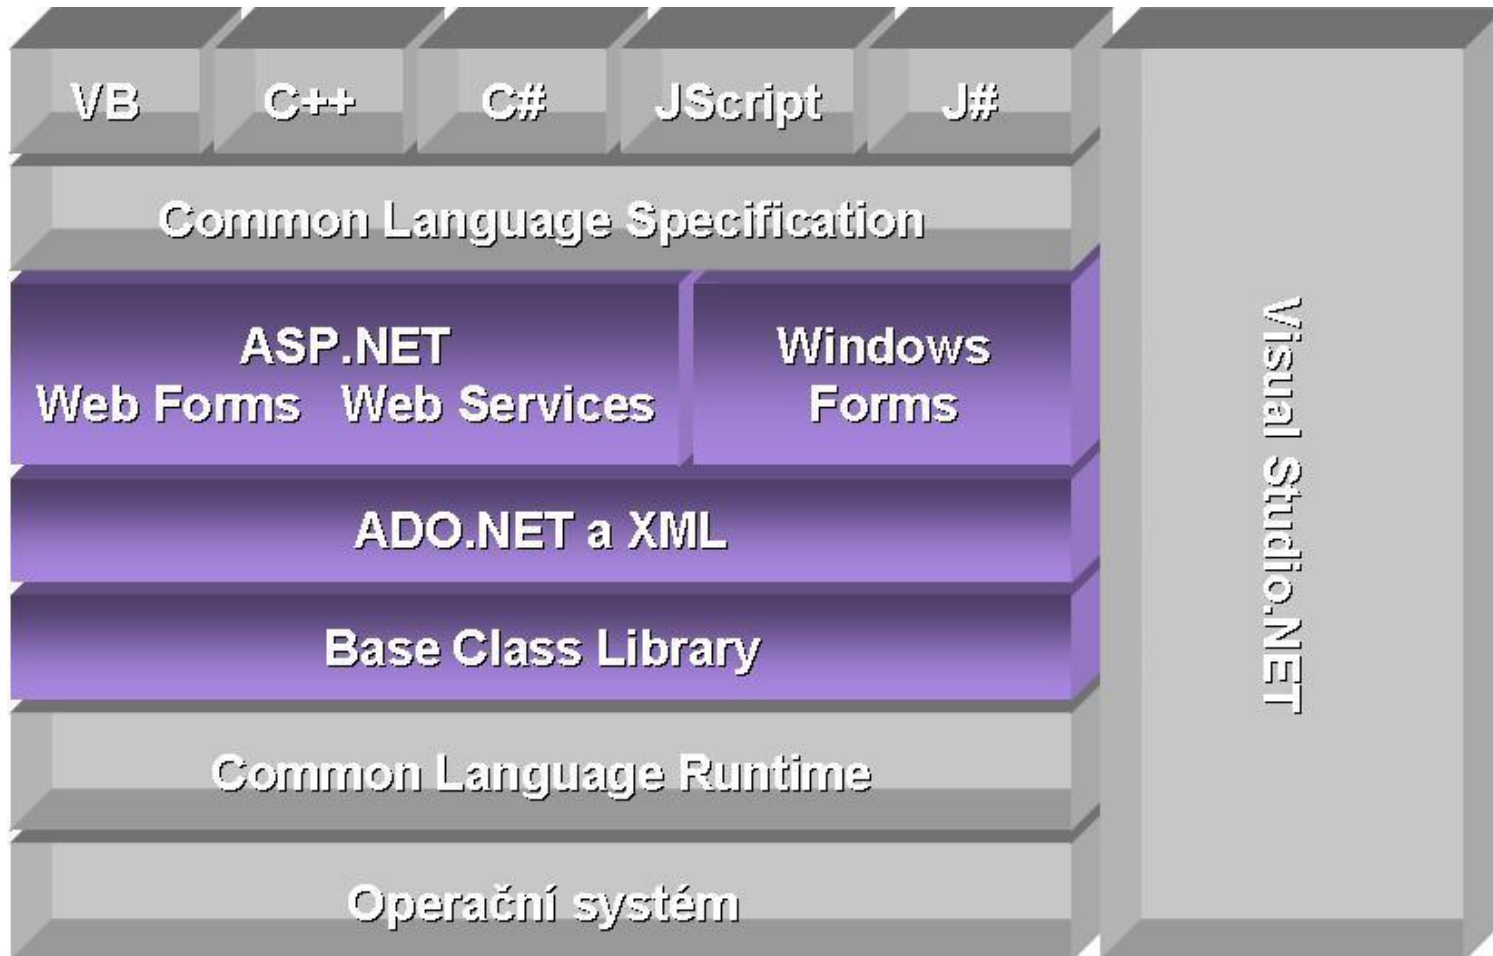 VB
C++
C#
JScript
J#
Common Language Specification
ASP.NET
Web Forms Web Services
Windows
Forms
ADO.NET a XML
Base Class Library
Common Language Runtime
Operační systém
Visual Studio.NET